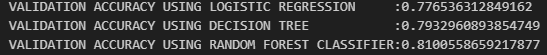 VALIDATION ACCURACY USING LOGISTIC REGRESSION     :0.776536312849162
VALIDATION ACCURACY USING DECISION TREE           :0.7932960893854749
VALIDATION ACCURACY USING RANDOM FOREST CLASSIFIER:0.8100558659217877